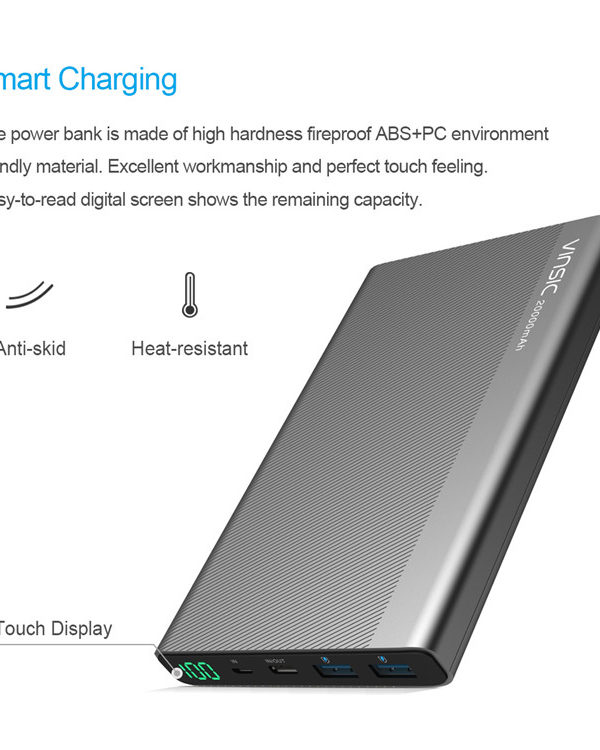 mart Charging
e power bank is made of high hardness fireproof ABS+PC environment
ndly material. Excellent workmanship and perfect touch feeling.
sy-to-read digital screen shows the remaining capacity.
Anti-skid
Heat-resistant
VINSIC 20000mAh
Touch Display
100
IN
IN/OUT